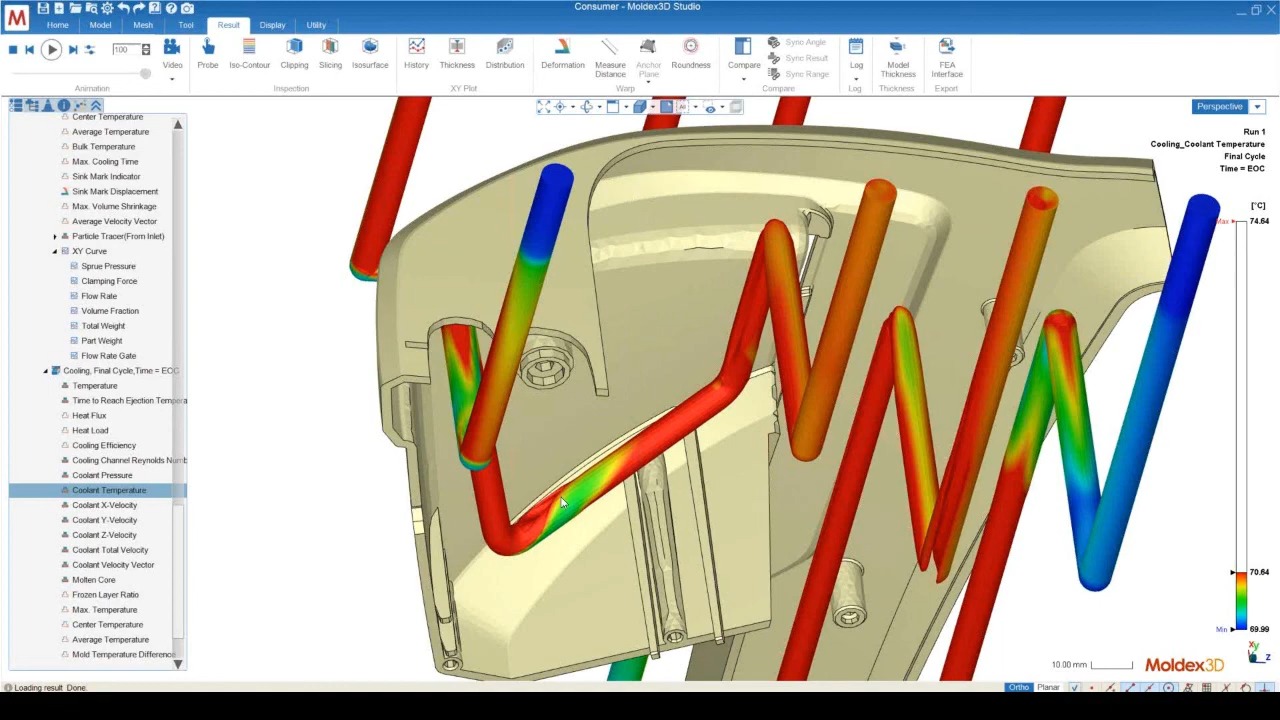 Consumer - Moldex3D Studio
Home Model Mesh Tool Result Display Utility
100
Video
Probe Iso-Contour Clipping Slicing Isosurface
History Thickness Distribution
Deformation Measure Distance Anchor Plane Roundness
Compare
Sync Angle
Sync Result
Sync Range
Log
Model Thickness
FEA Interface
Animation Inspection XY Plot Warp Compare Log Thickness Export
Perspective
Center Temperature
Average Temperature
Bulk Temperature
Max. Cooling Time
Sink Mark Indicator
Sink Mark Displacement
Max. Volume Shrinkage
Average Velocity Vector
Particle Tracer(From Inlet)
XY Curve
Sprue Pressure
Clamping Force
Flow Rate
Volume Fraction
Total Weight
Part Weight
Flow Rate Gate
Cooling, Final Cycle,Time = EOC
Temperature
Time to Reach Ejection Tempera
Heat Flux
Heat Load
Cooling Efficiency
Cooling Channel Reynolds Numb
Coolant Pressure
Coolant Temperature
Coolant X-Velocity
Coolant Y-Velocity
Coolant Z-Velocity
Coolant Total Velocity
Coolant Velocity Vector
Molten Core
Frozen Layer Ratio
Max. Temperature
Center Temperature
Average Temperature
Mold Temperature Difference
Run 1
Cooling_Coolant Temperature
Final Cycle
Time = EOC
[°C]
Max 74.64
70.64
Min 69.99
10.00 mm
Moldex3D
Loading result Done.
Ortho Planar